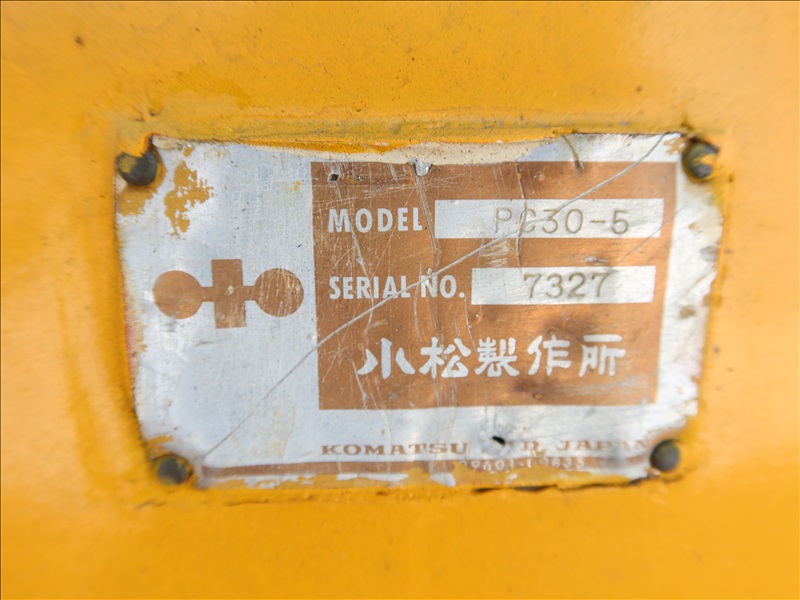 MODEL PC30-5
SERIAL NO. 7327
小松製作所
KOMATSU JAPAN